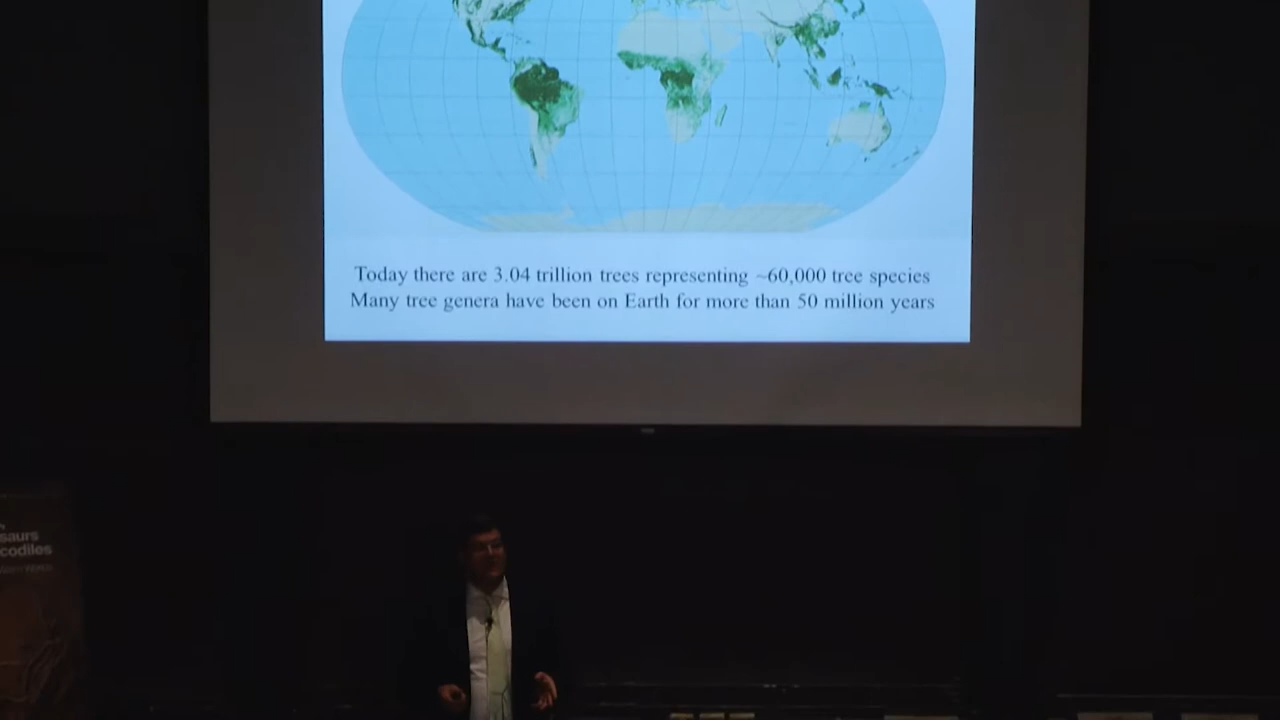 Today there are 3.04 trillion trees representing ~60,000 tree species
Many tree genera have been on Earth for more than 50 million years
saurs
codiles